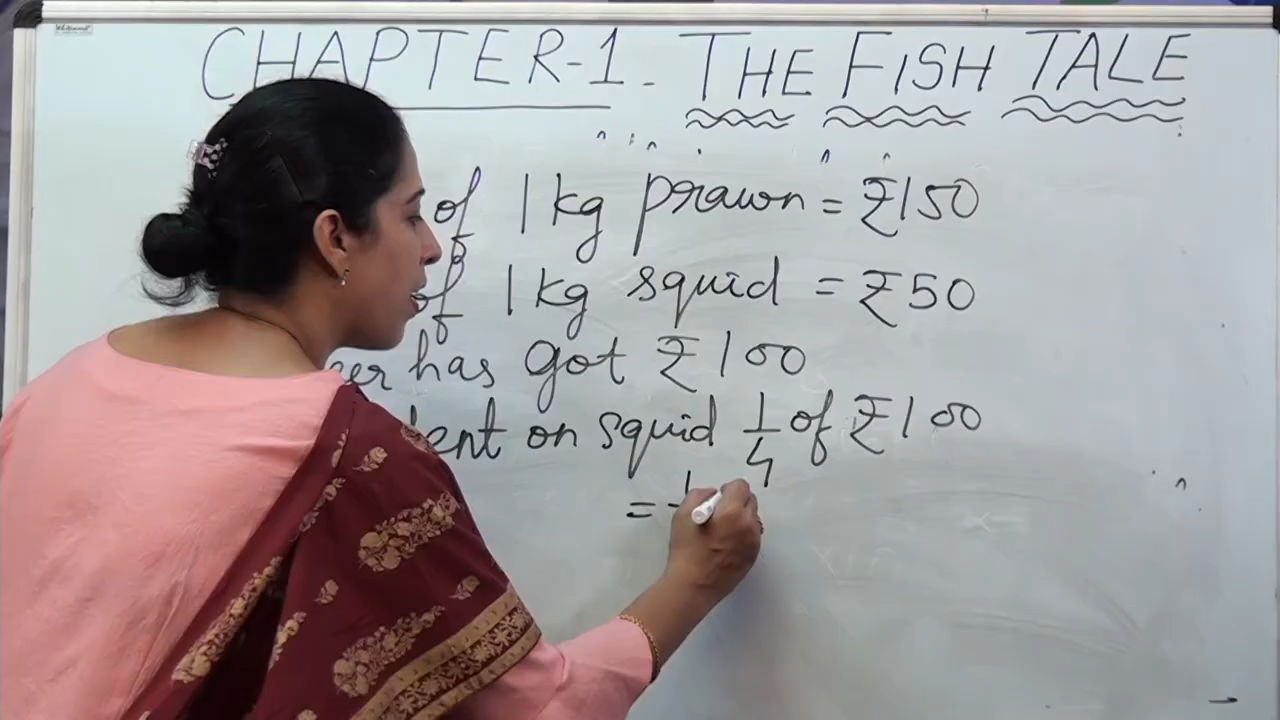 CHAPTER-1. THE FISH TALE
of 1 kg prawn = ₹150
of 1 kg squid = ₹50
has got ₹100
on squid 1/4 of ₹100
= 1